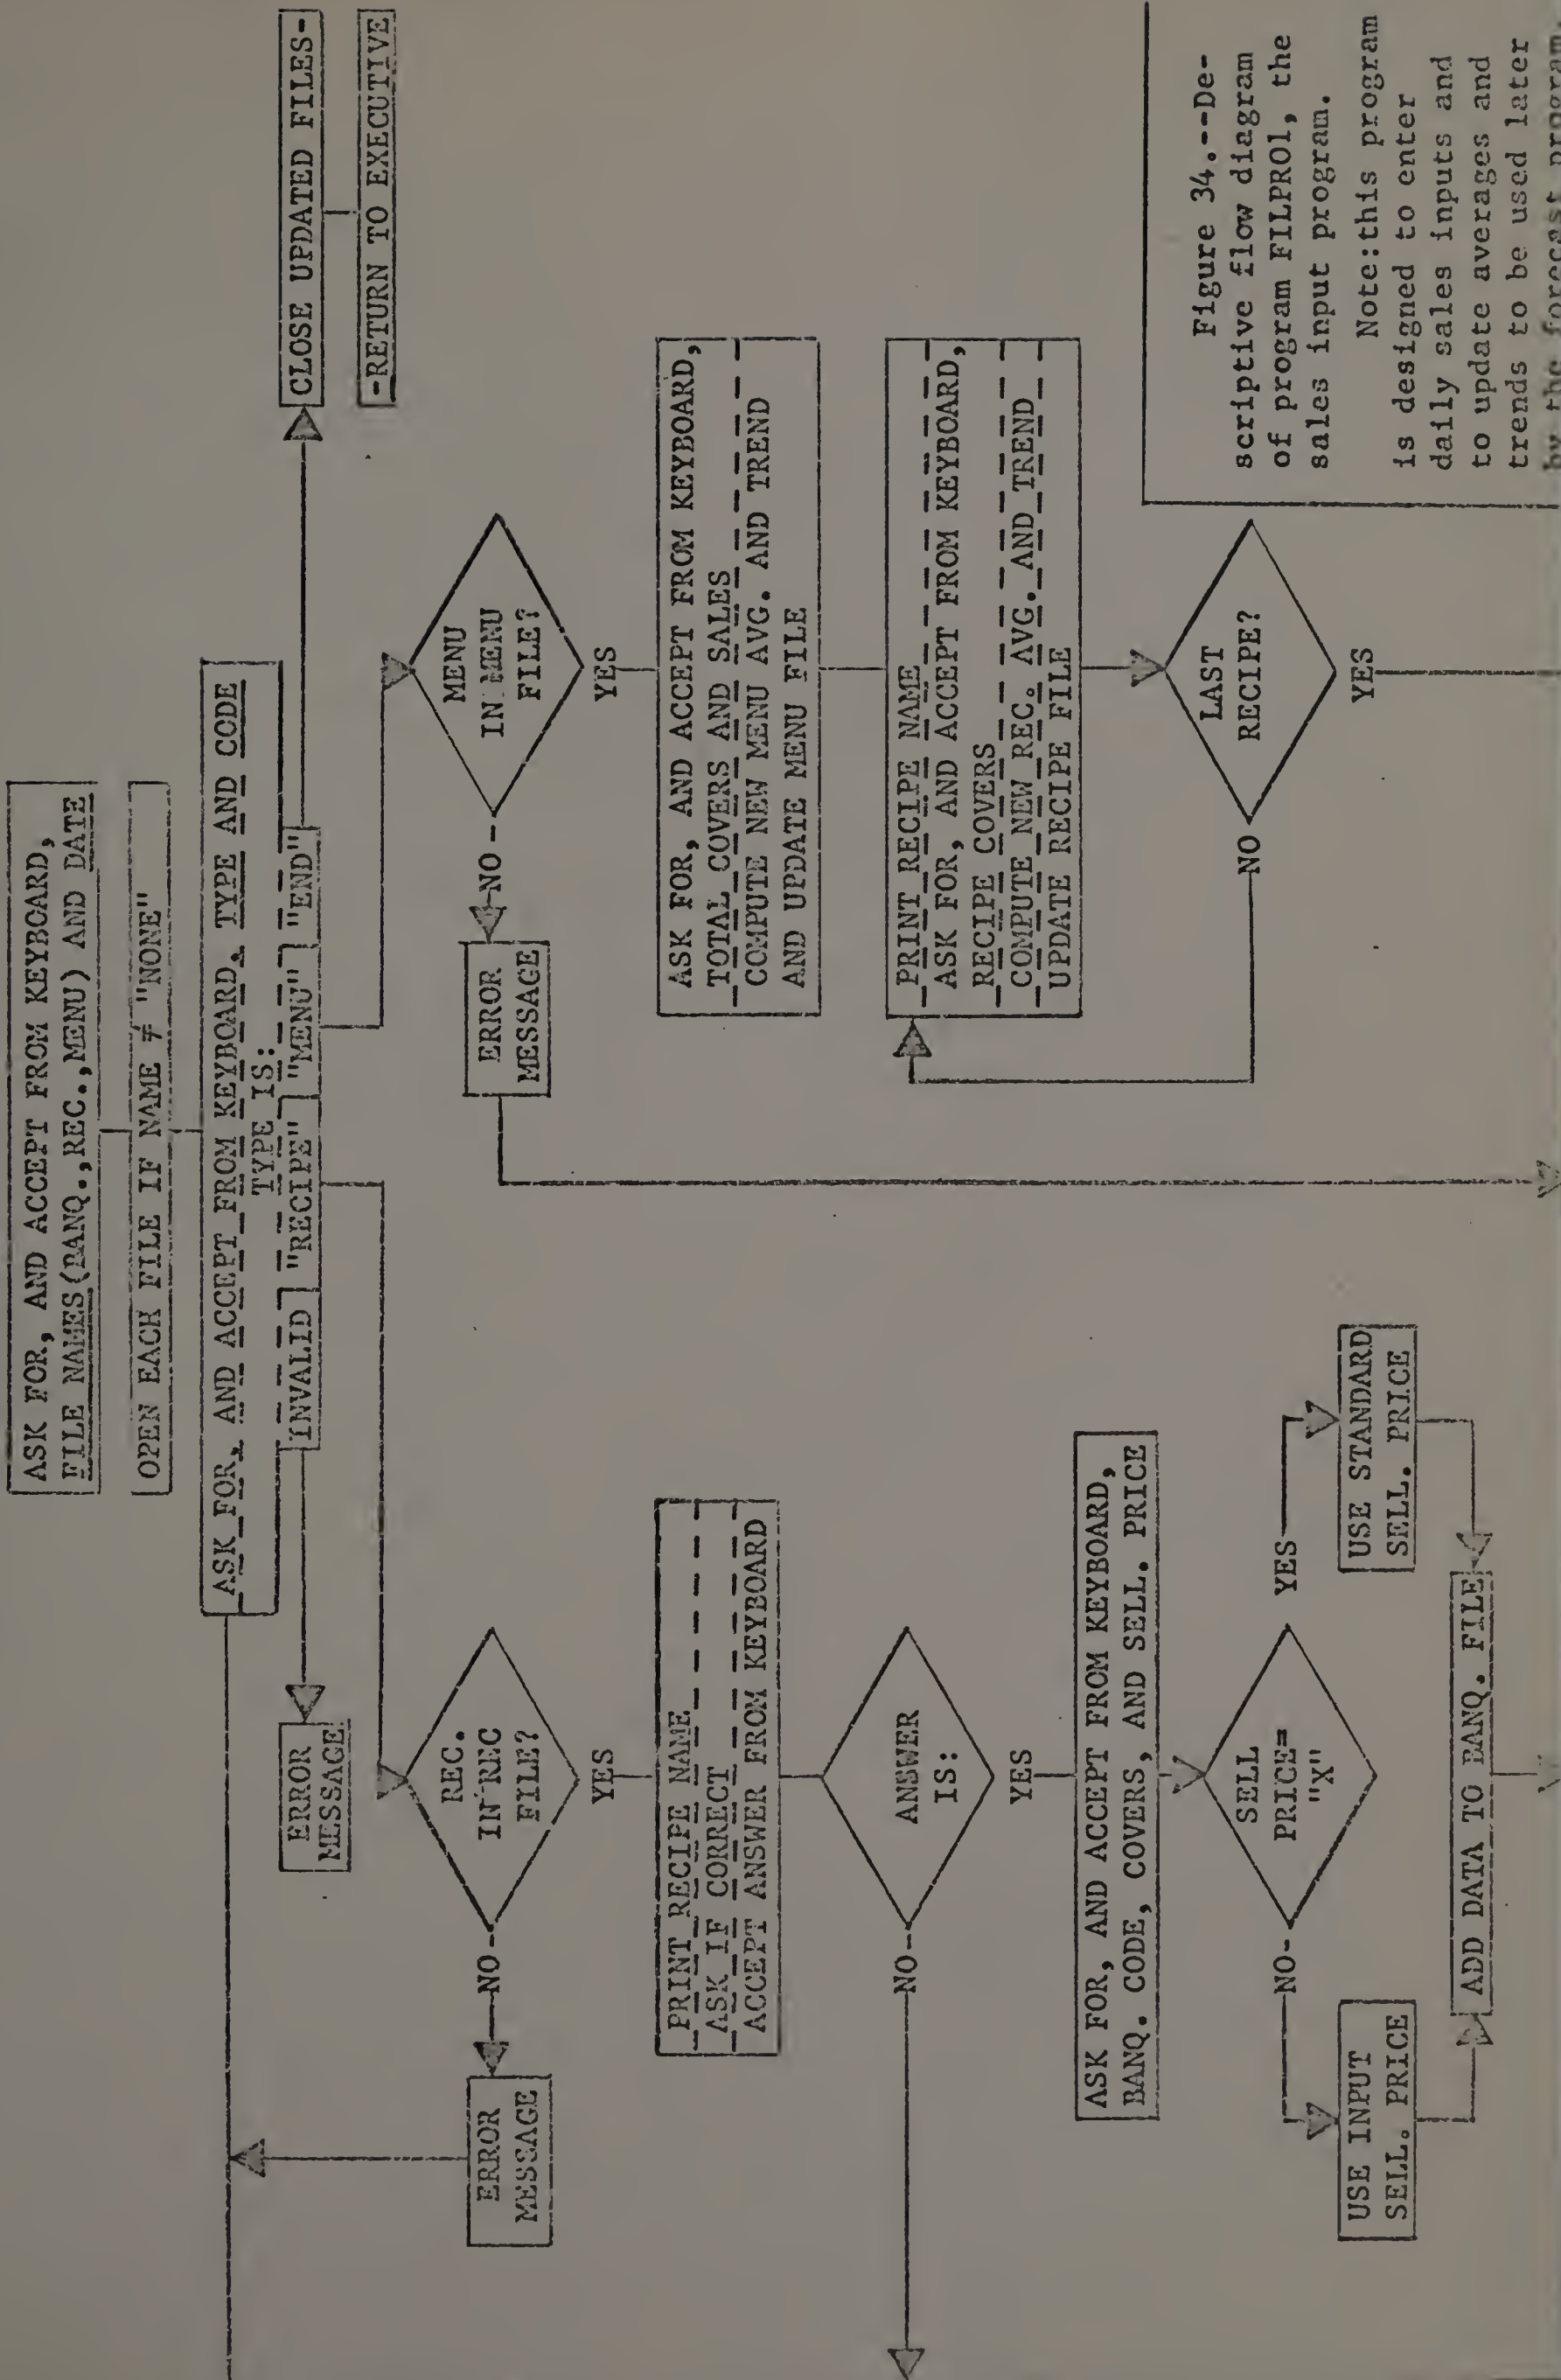 ASK FOR, AND ACCEPT FROM KEYBOARD,
FILE NAMES(BANQ.,REC.,MENU) AND DATE
OPEN EACH FILE IF NAME ≠ "NONE"
ASK FOR, AND ACCEPT FROM KEYBOARD, TYPE AND CODE
TYPE IS:
INVALID "RECIPE" "MENU" "END"
ERROR
MESSAGE
CLOSE UPDATED FILES-
-RETURN TO EXECUTIVE
REC.
IN REC
FILE?
NO
YES
ERROR
MESSAGE
PRINT RECIPE NAME
ASK IF CORRECT
ACCEPT ANSWER FROM KEYBOARD
ANSWER
IS:
NO
YES
ASK FOR, AND ACCEPT FROM KEYBOARD,
BANQ. CODE, COVERS, AND SELL. PRICE
SELL
PRICE=
"X"
NO
YES
USE INPUT
SELL. PRICE
USE STANDARD
SELL. PRICE
ADD DATA TO BANQ. FILE
MENU
IN MENU
FILE?
NO
YES
ERROR
MESSAGE
ASK FOR, AND ACCEPT FROM KEYBOARD,
TOTAL COVERS AND SALES
COMPUTE NEW MENU AVG. AND TREND
AND UPDATE MENU FILE
PRINT RECIPE NAME
ASK FOR, AND ACCEPT FROM KEYBOARD,
RECIPE COVERS
COMPUTE NEW REC. AVG. AND TREND
UPDATE RECIPE FILE
LAST
RECIPE?
NO
YES
Figure 34.--De-
scriptive flow diagram
of program FILPRO1, the
sales input program.
Note:this program
is designed to enter
daily sales inputs and
to update averages and
trends to be used later
by the forecast program.